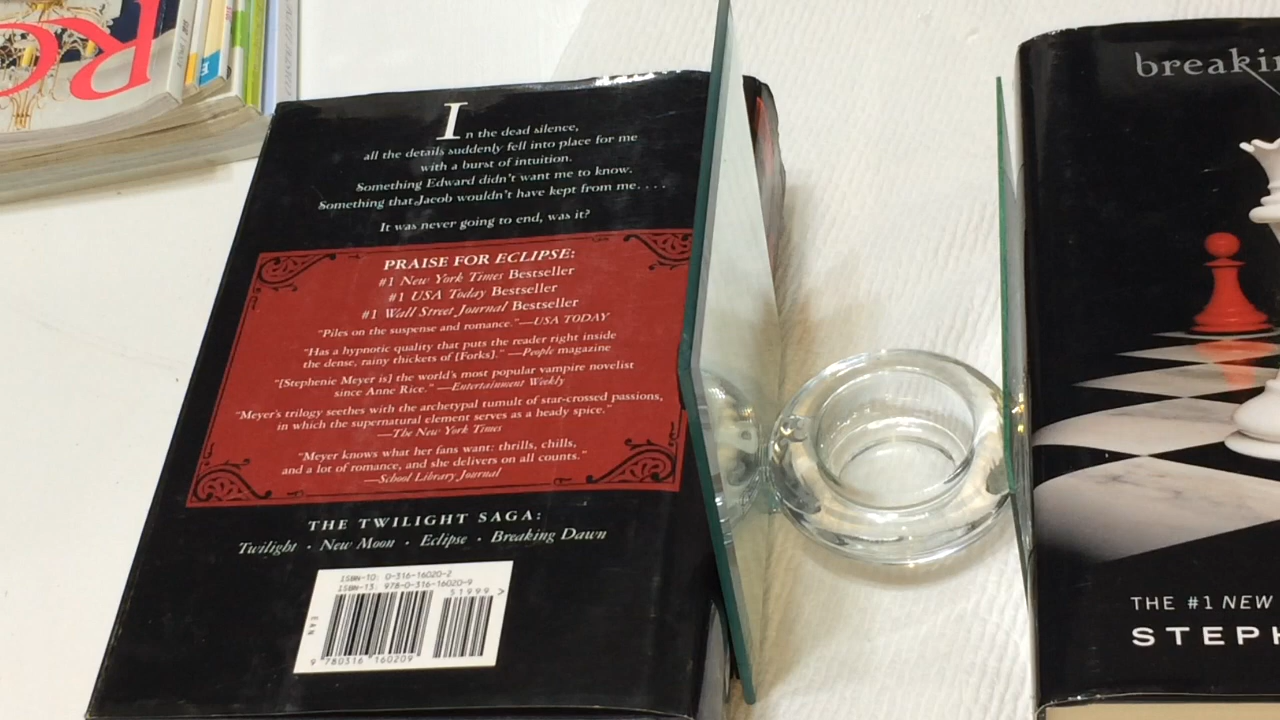 In the dead silence,
all the details suddenly fell into place for me
with a burst of intuition.
Something Edward didn't want me to know.
Something that Jacob wouldn't have kept from me. . . .
It was never going to end, was it?
PRAISE FOR ECLIPSE:
#1 New York Times Bestseller
#1 USA Today Bestseller
#1 Wall Street Journal Bestseller
"Piles on the suspense and romance."—USA TODAY
"Has a hypnotic quality that puts the reader right inside
the dense, rainy thickets of [Forks]." —People magazine
"[Stephenie Meyer is] the world's most popular vampire novelist
since Anne Rice." —Entertainment Weekly
"Meyer's trilogy seethes with the archetypal tumult of star-crossed passions,
in which the supernatural element serves as a heady spice."
—The New York Times
"Meyer knows what her fans want: thrills, chills,
and a lot of romance, and she delivers on all counts."
—School Library Journal
THE TWILIGHT SAGA:
Twilight · New Moon · Eclipse · Breaking Dawn
ISBN-10: 0-316-16020-2
ISBN-13: 978-0-316-16020-9
51999 >
EAN
9 780316 160209
breakin
THE #1 NEW
STEPH